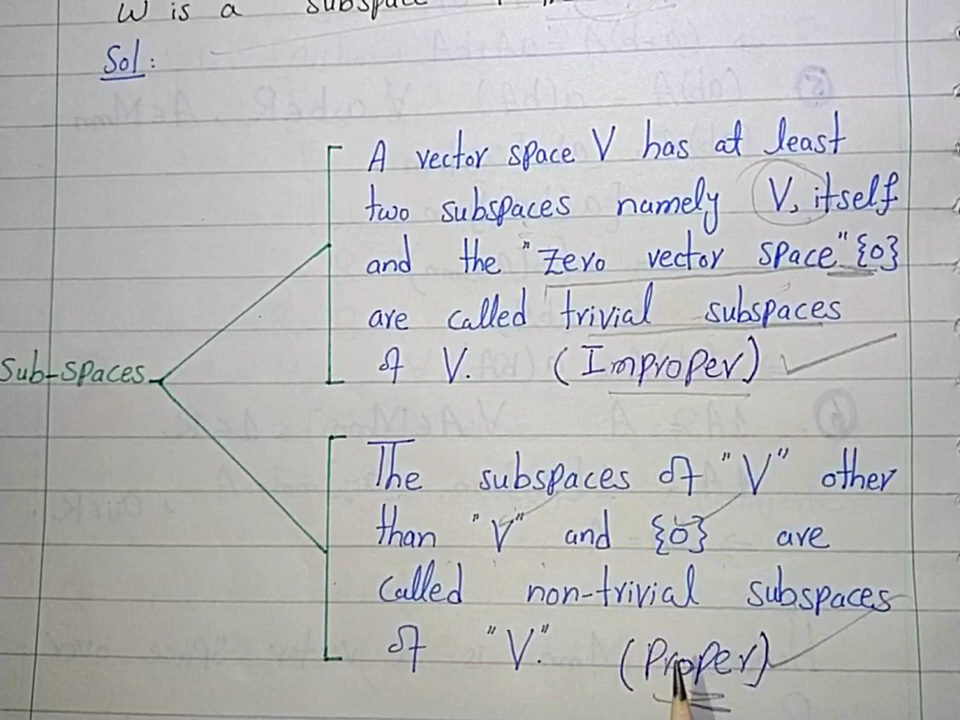 W is a subspace
Sol:
A vector space V has at least
two subspaces namely V, itself
and the "zero vector space" {0}
are called trivial subspaces
of V. (Improper)
Sub-spaces
The subspaces of "V" other
than "V" and {0} are
called non-trivial subspaces
of "V". (Proper)